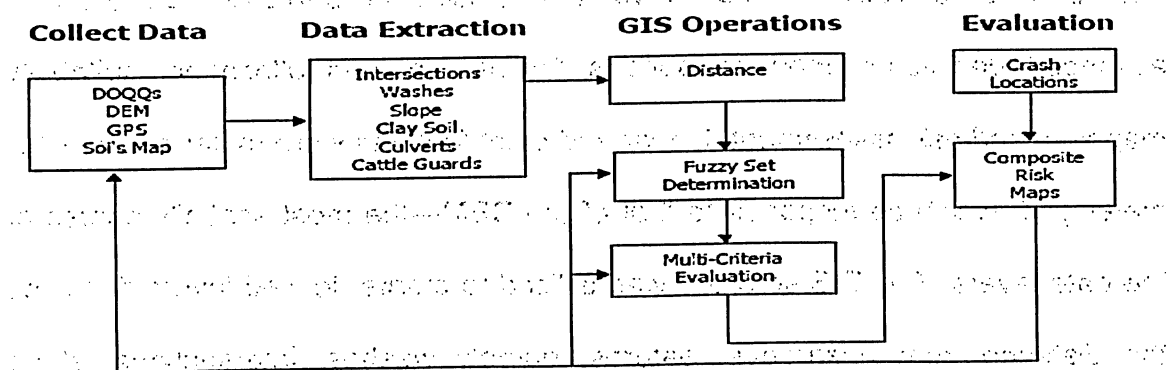 Collect Data
Data Extraction
GIS Operations
Evaluation
DOQQs
DEM
GPS
Soi's Map
Intersections
Washes
Slope
Clay Soil
Culverts
Cattle Guards
Distance
Fuzzy Set
Determination
Multi-Criteria
Evaluation
Crash
Locations
Composite
Risk
Maps